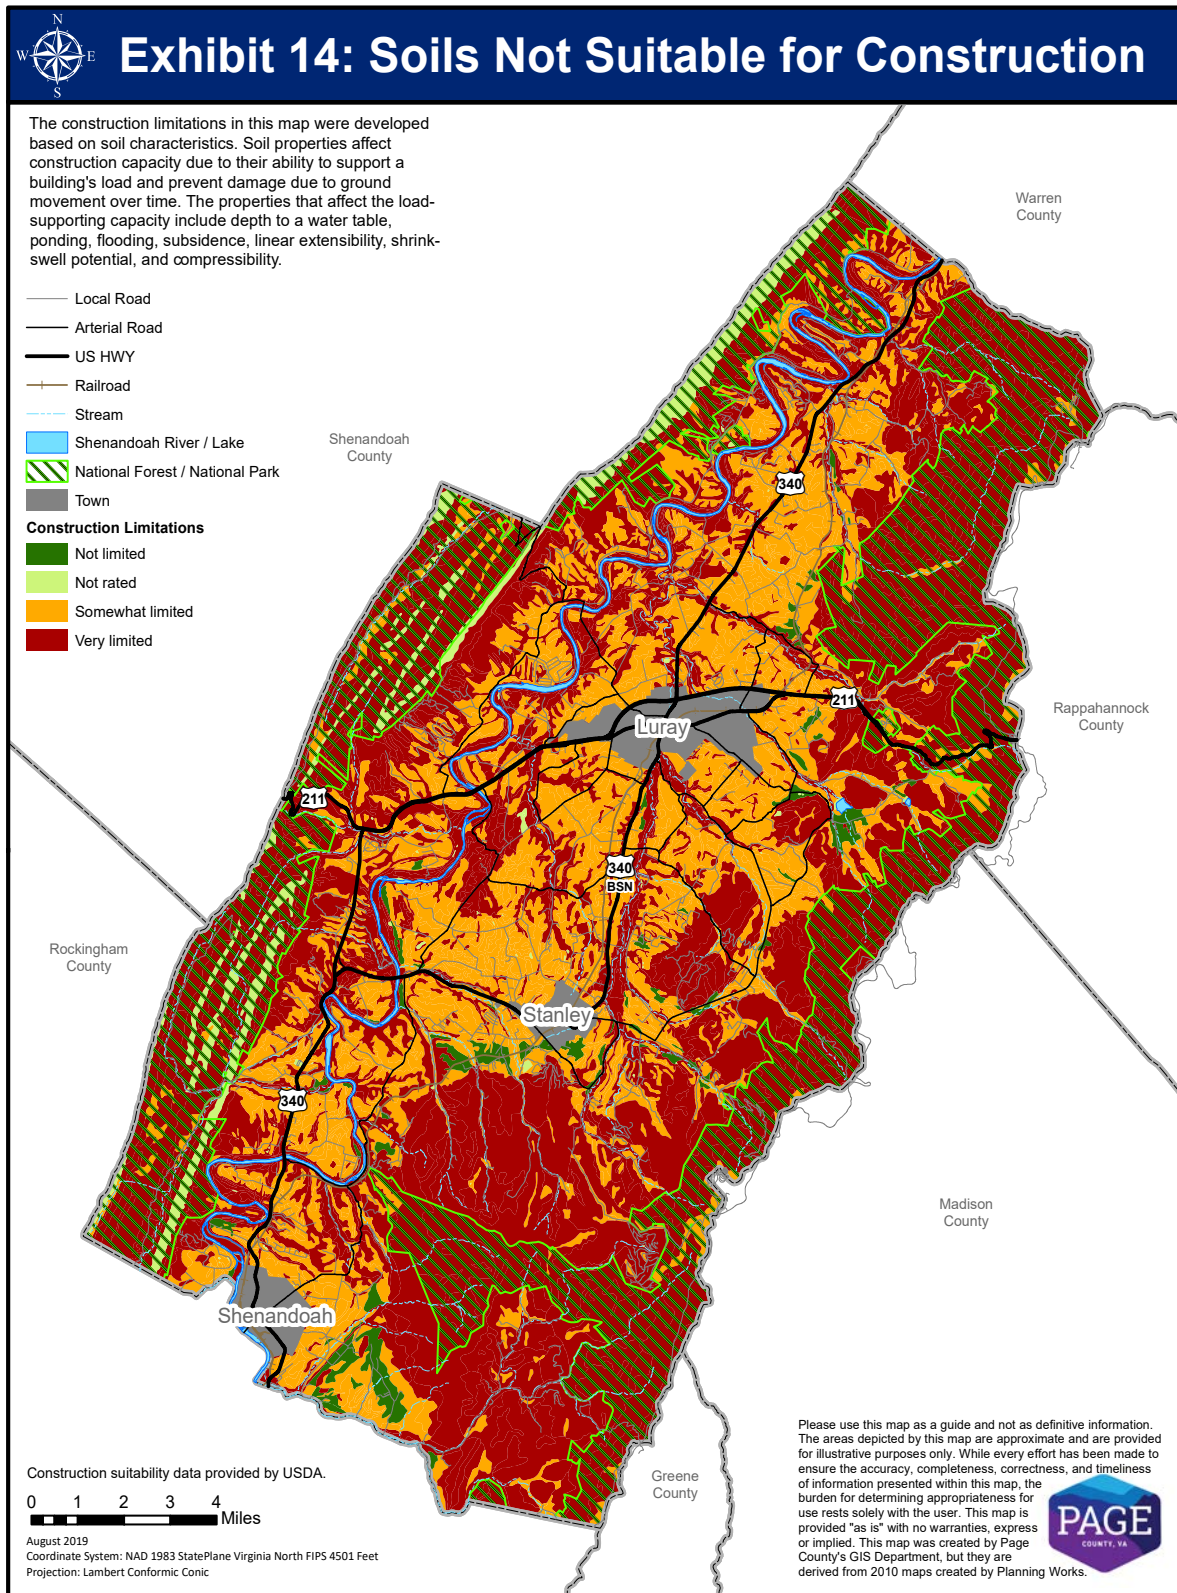 N
W E
S
Exhibit 14: Soils Not Suitable for Construction
The construction limitations in this map were developed
based on soil characteristics. Soil properties affect
construction capacity due to their ability to support a
building's load and prevent damage due to ground
movement over time. The properties that affect the load-
supporting capacity include depth to a water table,
ponding, flooding, subsidence, linear extensibility, shrink-
swell potential, and compressibility.
Local Road
Arterial Road
US HWY
Railroad
Stream
Shenandoah River / Lake
National Forest / National Park
Town
Construction Limitations
Not limited
Not rated
Somewhat limited
Very limited
Warren
County
Shenandoah
County
340
211
Luray
Rappahannock
County
211
340
BSN
Rockingham
County
Stanley
340
Madison
County
Shenandoah
Greene
County
Construction suitability data provided by USDA.
0 1 2 3 4
Miles
August 2019
Coordinate System: NAD 1983 StatePlane Virginia North FIPS 4501 Feet
Projection: Lambert Conformic Conic
Please use this map as a guide and not as definitive information.
The areas depicted by this map are approximate and are provided
for illustrative purposes only. While every effort has been made to
ensure the accuracy, completeness, correctness, and timeliness
of information presented within this map, the
burden for determining appropriateness for
use rests solely with the user. This map is
provided "as is" with no warranties, express
or implied. This map was created by Page
County's GIS Department, but they are
derived from 2010 maps created by Planning Works.
PAGE
COUNTY, VA